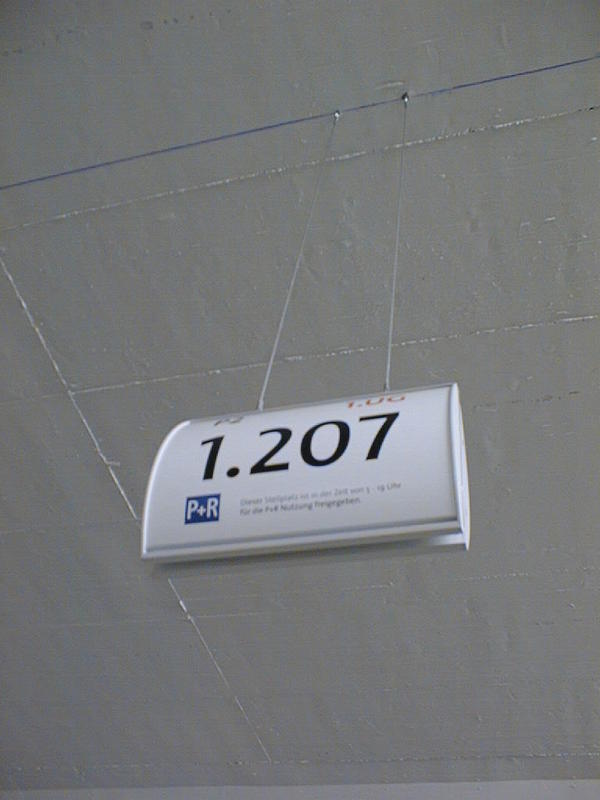 1.207
P+R
Dieser Stellplatz ist in der Zeit von 5 - 19 Uhr
für die P+R Nutzung freigegeben.